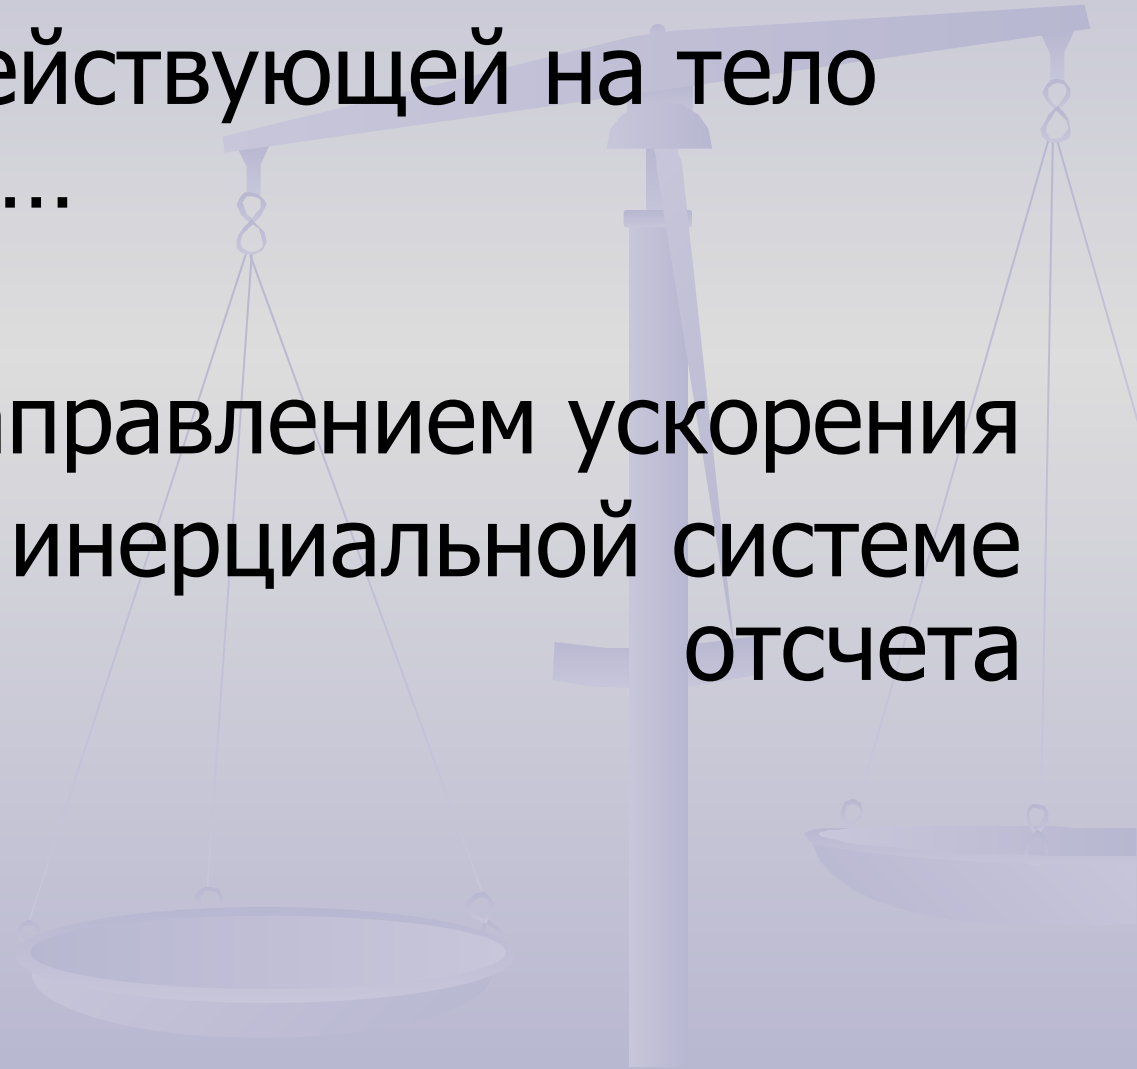 ействующей на тело
...
аправлением ускорения
инерциальной системе
отсчета